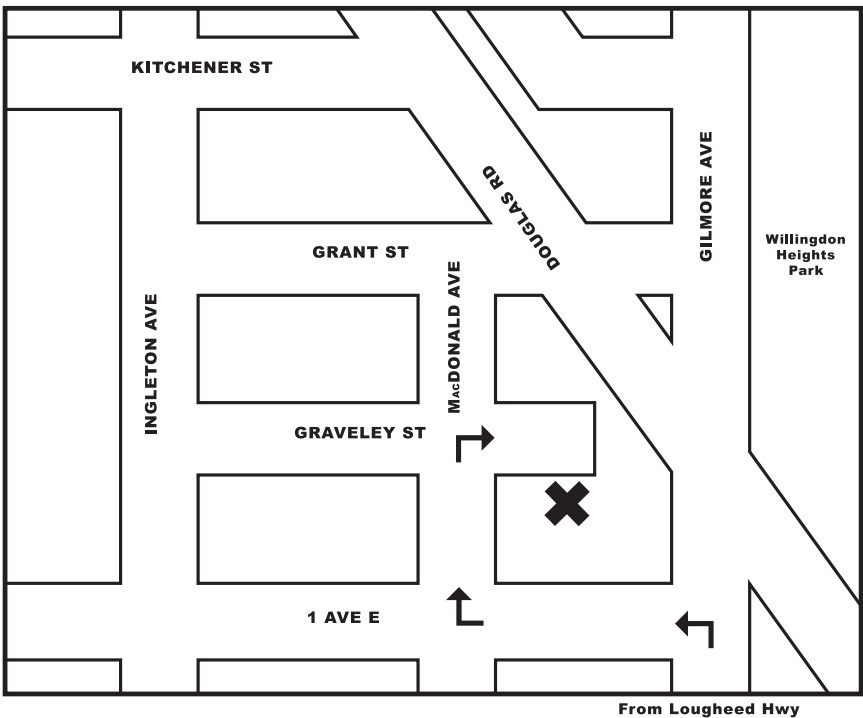 KITCHENER ST
DOUGLAS RD
GILMORE AVE
Willingdon
Heights
Park
GRANT ST
MacDONALD AVE
INGLETON AVE
GRAVELEY ST
1 AVE E
From Lougheed Hwy